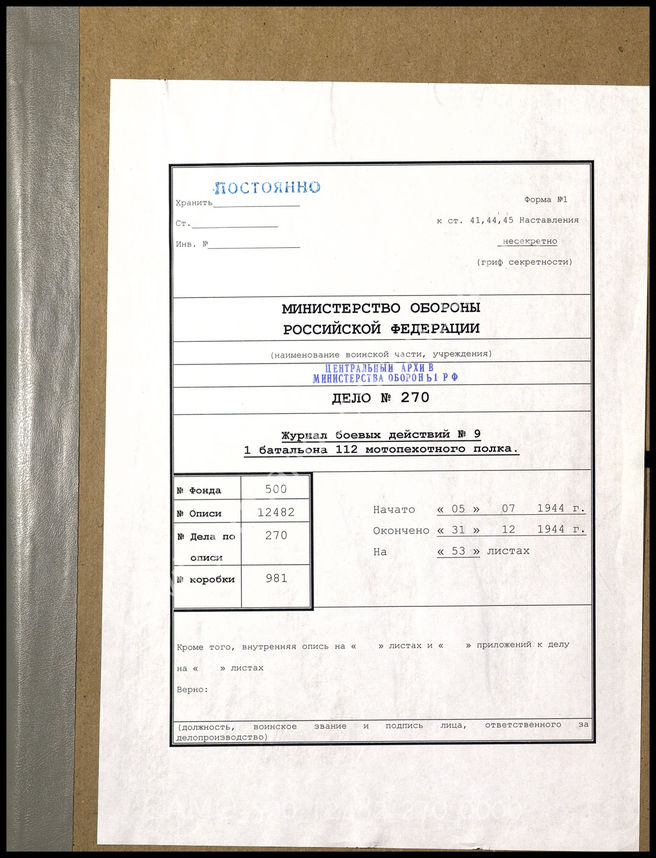 ПОСТОЯННО
Хранить
Форма №1
Ст.
к ст. 41,44,45 Наставления
Инв. №
несекретно
(гриф секретности)
МИНИСТЕРСТВО ОБОРОНЫ
РОССИЙСКОЙ ФЕДЕРАЦИИ
(наименование воинской части, учреждения)
ЦЕНТРАЛЬНЫЙ АРХИВ
МИНИСТЕРСТВА ОБОРОНЫ РФ
ДЕЛО № 270
Журнал боевых действий № 9
1 батальона 112 мотопехотного полка.
№ Фонда 500
№ Описи 12482
№ Дела по описи 270
№ коробки 981
Начато « 05 » 07 1944 г.
Окончено « 31 » 12 1944 г.
На « 53 » листах
Кроме того, внутренняя опись на « » листах и « » приложений к делу
на « » листах
Верно:
(должность, воинское звание и подпись лица, ответственного за
делопроизводство)